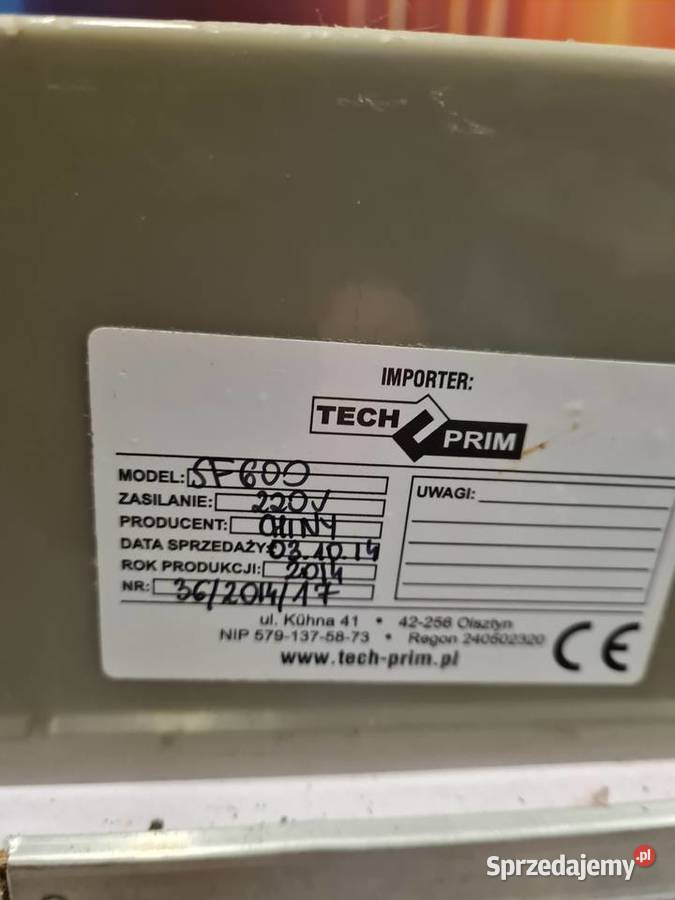 IMPORTER:
TECH PRIM
MODEL: SF600
ZASILANIE: 220V
PRODUCENT: CHINY
DATA SPRZEDAŻY: 03.10.14
ROK PRODUKCJI: 2014
NR: 36/2014/17
UWAGI:
ul. Kühna 41 • 42-256 Olsztyn
NIP 579-137-58-73 • Regon 240502320
www.tech-prim.pl
CE
Sprzedajemy.pl